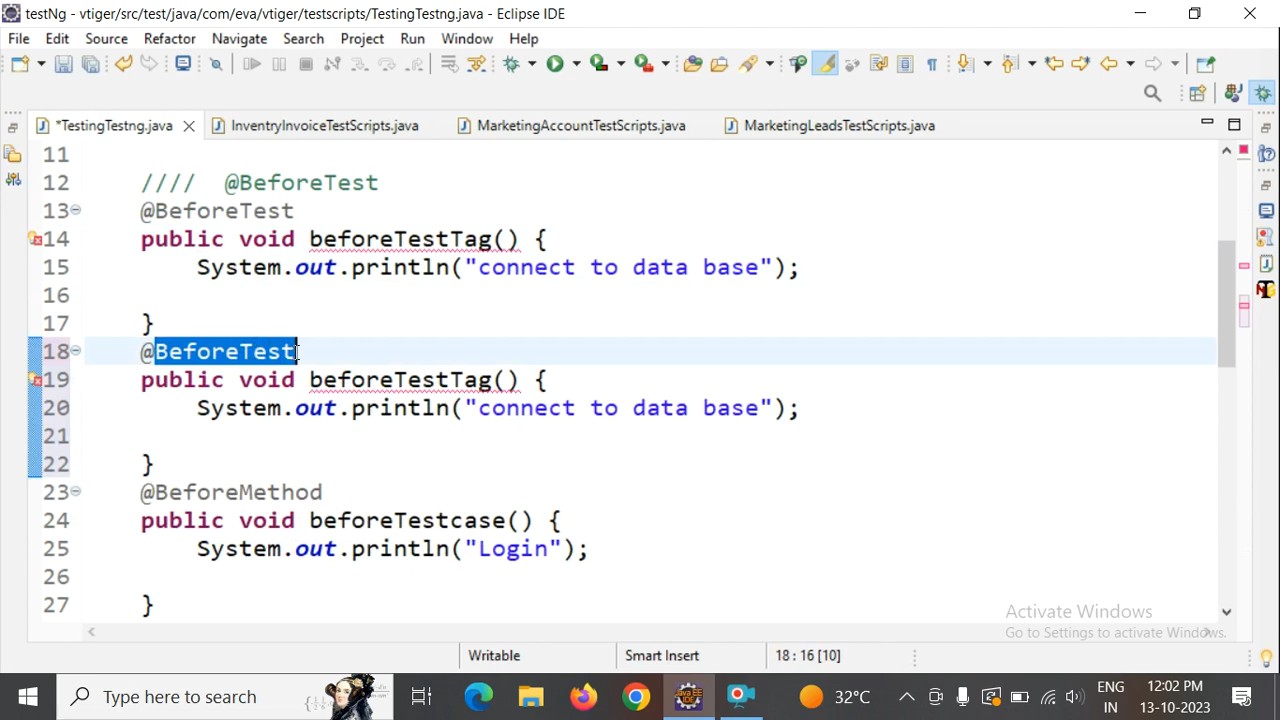 testNg - vtiger/src/test/java/com/eva/vtiger/testscripts/TestingTestng.java - Eclipse IDE
File Edit Source Refactor Navigate Search Project Run Window Help
*TestingTestng.java InventryInvoiceTestScripts.java MarketingAccountTestScripts.java MarketingLeadsTestScripts.java
11
12 //// @BeforeTest
13 @BeforeTest
14 public void beforeTestTag() {
15 System.out.println("connect to data base");
16
17 }
18 @BeforeTest
19 public void beforeTestTag() {
20 System.out.println("connect to data base");
21
22 }
23 @BeforeMethod
24 public void beforeTestcase() {
25 System.out.println("Login");
26
27 }
Activate Windows
Go to Settings to activate Windows.
Writable Smart Insert 18 : 16 [10]
Type here to search 32°C ENG 12:02 PM
IN 13-10-2023